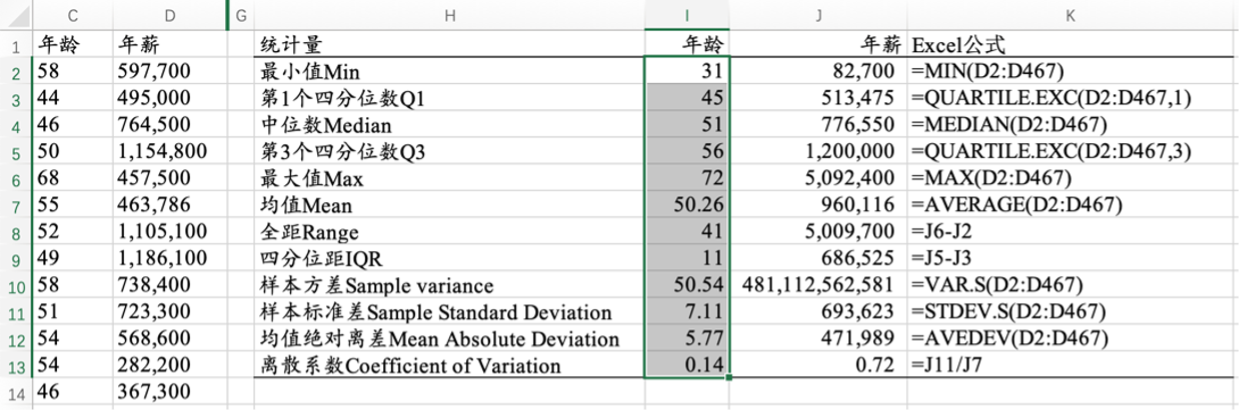 C D G H I J K
1 年龄 年薪 统计量 年龄 年薪 Excel公式
2 58 597,700 最小值Min 31 82,700 =MIN(D2:D467)
3 44 495,000 第1个四分位数Q1 45 513,475 =QUARTILE.EXC(D2:D467,1)
4 46 764,500 中位数Median 51 776,550 =MEDIAN(D2:D467)
5 50 1,154,800 第3个四分位数Q3 56 1,200,000 =QUARTILE.EXC(D2:D467,3)
6 68 457,500 最大值Max 72 5,092,400 =MAX(D2:D467)
7 55 463,786 均值Mean 50.26 960,116 =AVERAGE(D2:D467)
8 52 1,105,100 全距Range 41 5,009,700 =J6-J2
9 49 1,186,100 四分位距IQR 11 686,525 =J5-J3
10 58 738,400 样本方差Sample variance 50.54 481,112,562,581 =VAR.S(D2:D467)
11 51 723,300 样本标准差Sample Standard Deviation 7.11 693,623 =STDEV.S(D2:D467)
12 54 568,600 均值绝对离差Mean Absolute Deviation 5.77 471,989 =AVEDEV(D2:D467)
13 54 282,200 离散系数Coefficient of Variation 0.14 0.72 =J11/J7
14 46 367,300